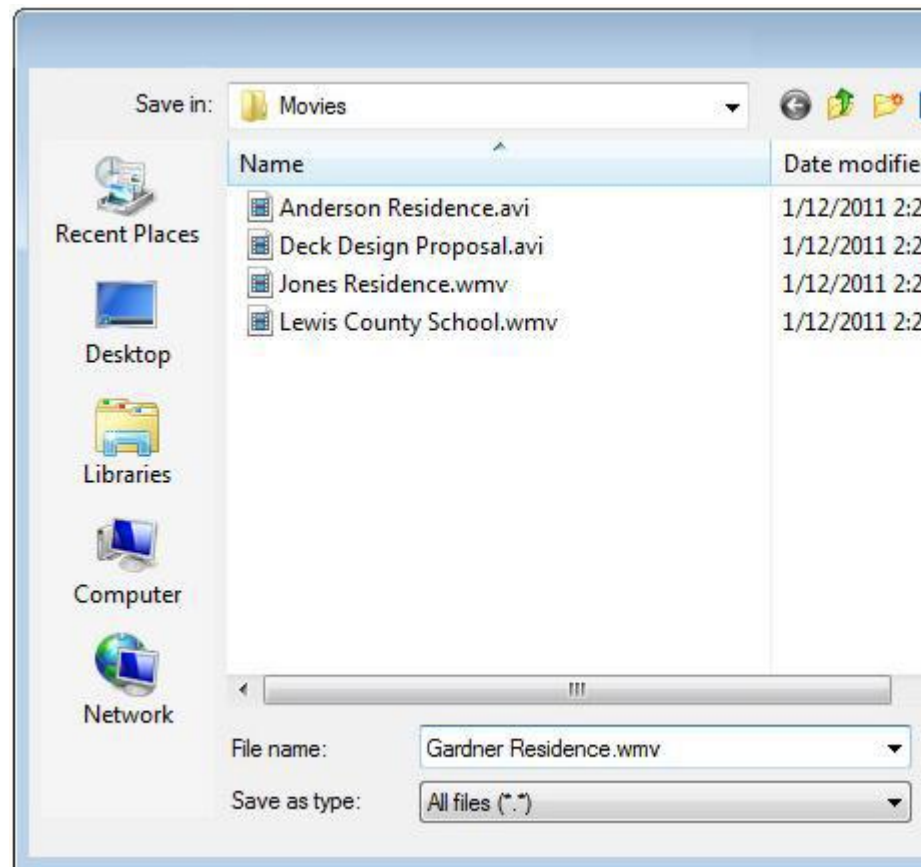 Save in: Movies
Name Date modifie
Recent Places
Anderson Residence.avi 1/12/2011 2:2
Deck Design Proposal.avi 1/12/2011 2:2
Jones Residence.wmv 1/12/2011 2:2
Lewis County School.wmv 1/12/2011 2:2
Desktop
Libraries
Computer
Network
File name: Gardner Residence.wmv
Save as type: All files (*.*)